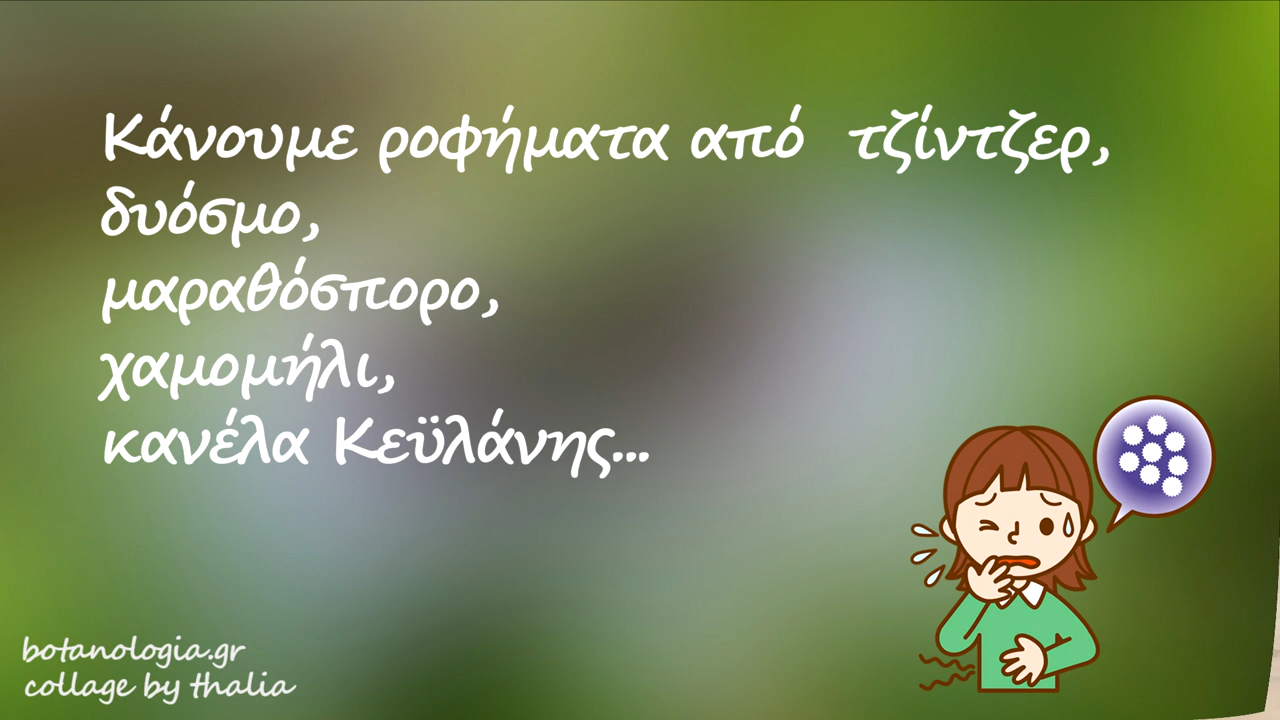 Κάνουμε ροφήματα από τζίντζερ,
δυόσμο,
μαραθόσπορο,
χαμομήλι,
κανέλα Κεϋλάνης...
botanologia.gr
collage by thalia